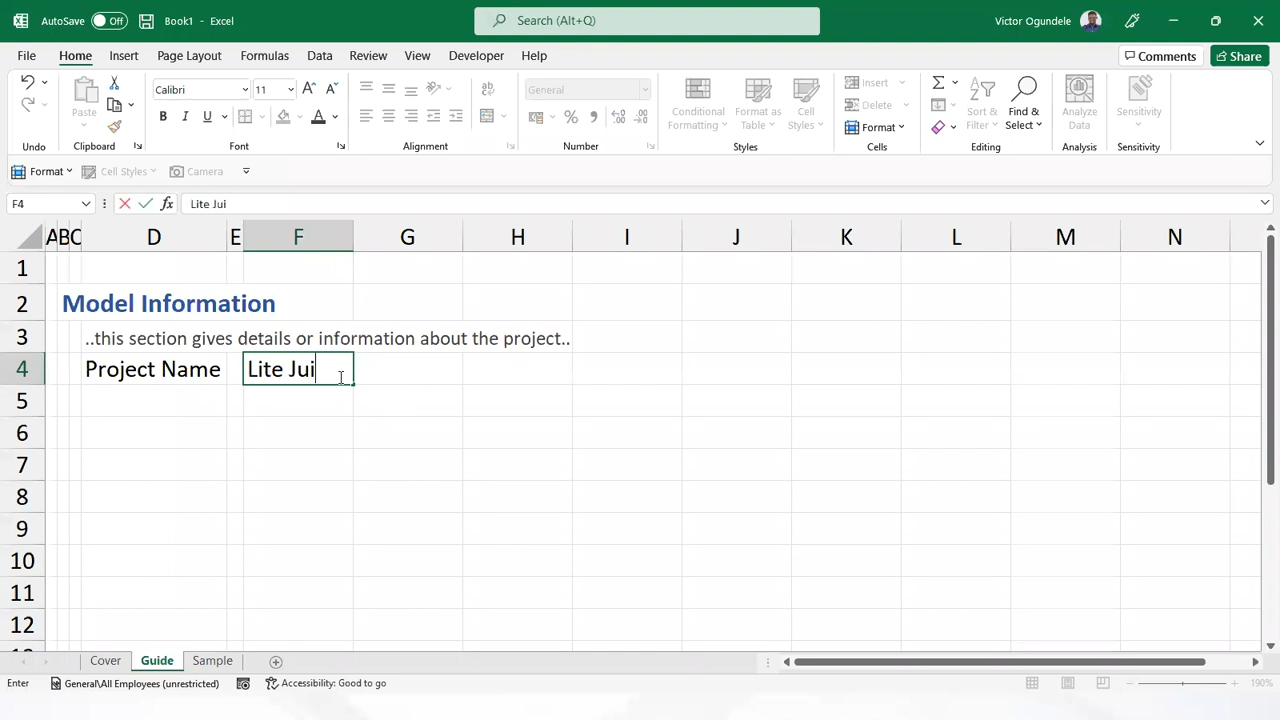 AutoSave Off Book1 - Excel Search (Alt+Q) Victor Ogundele
File Home Insert Page Layout Formulas Data Review View Developer Help Comments Share
Calibri 11 General
Paste
B I U
Conditional Formatting
Format as Table
Cell Styles
Insert
Delete
Format
Sort & Filter
Find & Select
Analyze Data
Sensitivity
Undo Clipboard Font Alignment Number Styles Cells Editing Analysis Sensitivity
Format Cell Styles Camera
F4 fx Lite Jui
A B C D E F G H I J K L M N
1
2 Model Information
3 ..this section gives details or information about the project..
4 Project Name Lite Jui
5
6
7
8
9
10
11
12
Cover Guide Sample
Enter General\All Employees (unrestricted) Accessibility: Good to go 190%